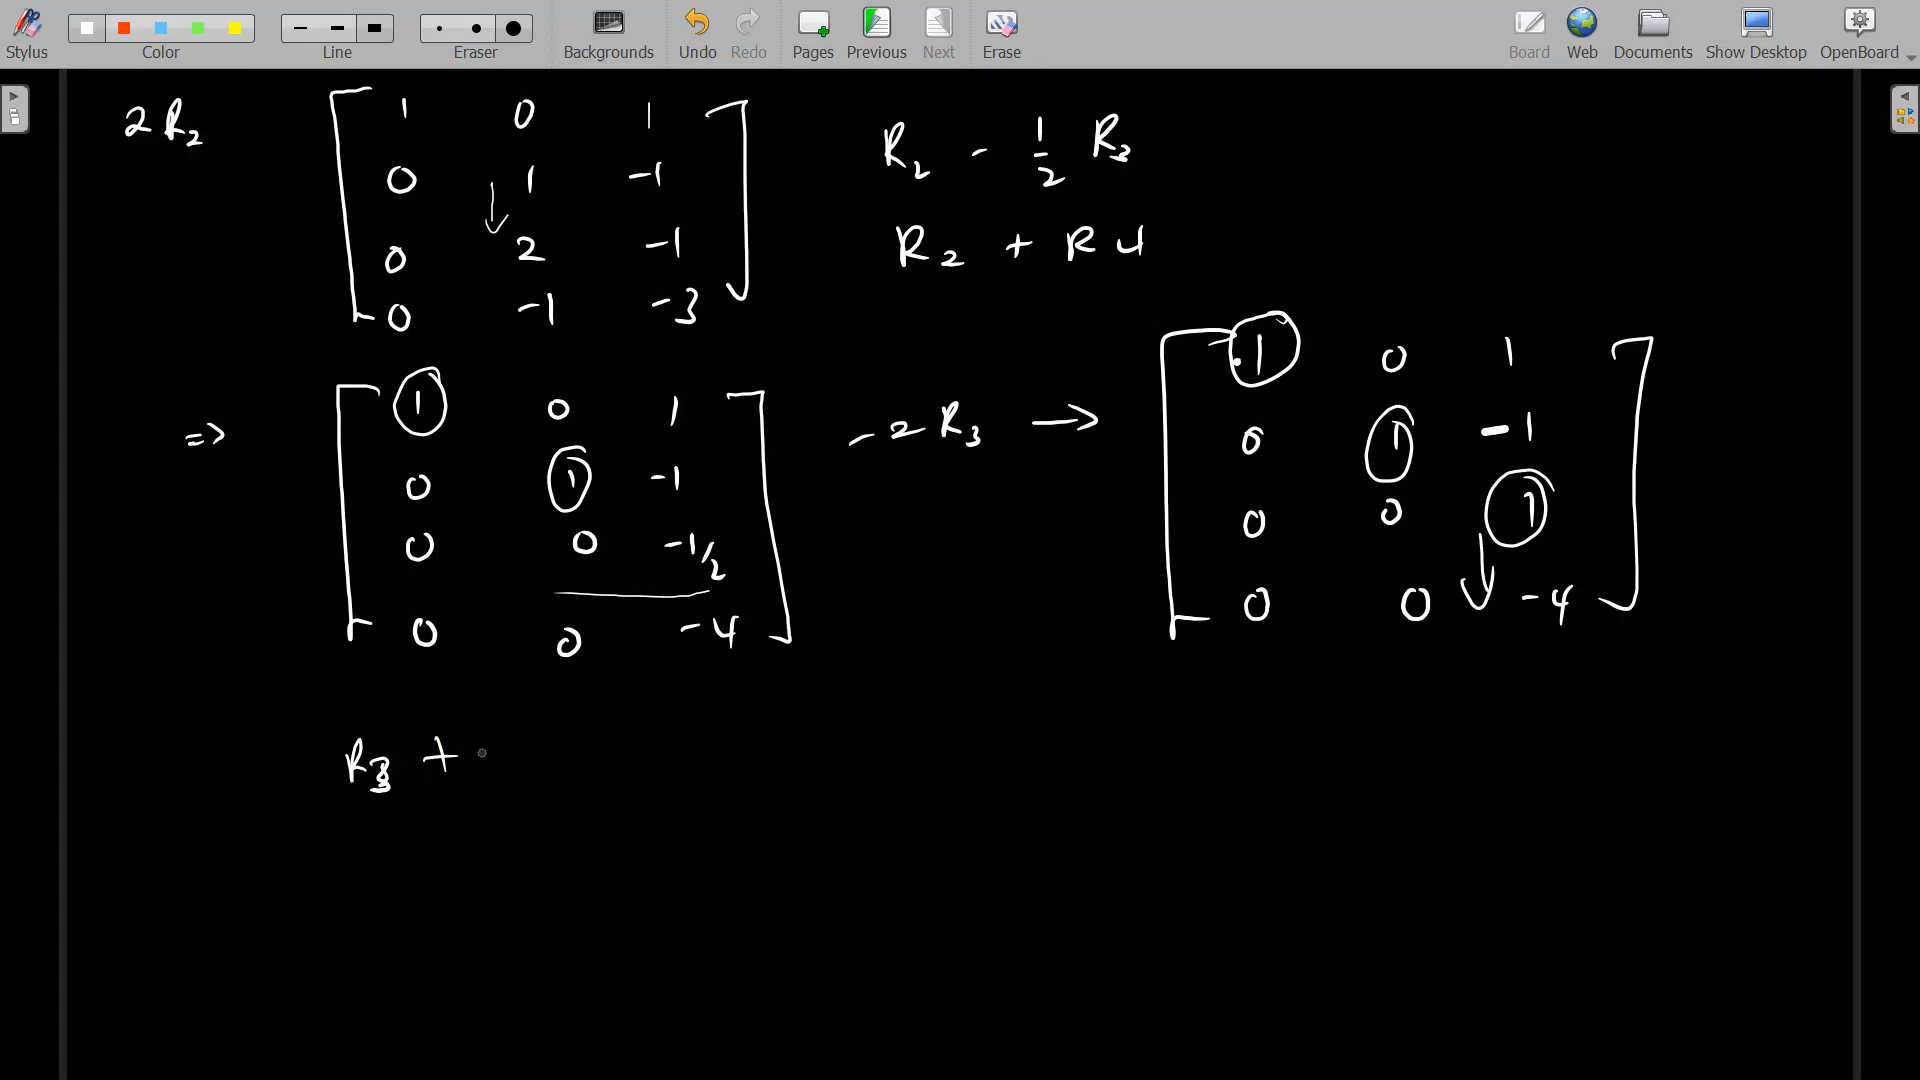 Stylus Color Line Eraser Backgrounds Undo Redo Pages Previous Next Erase Board Web Documents Show Desktop OpenBoard
2R₂
1 0 1
0 1 -1
0 2 -1
0 -1 -3
R₂ - 1/2 R₃
R₂ + R4
=>
1 0 1
0 1 -1
0 0 -1/2
0 0 -4
-2R₃ →
1 0 1
0 1 -1
0 0 1
0 0 -4
R₃ +